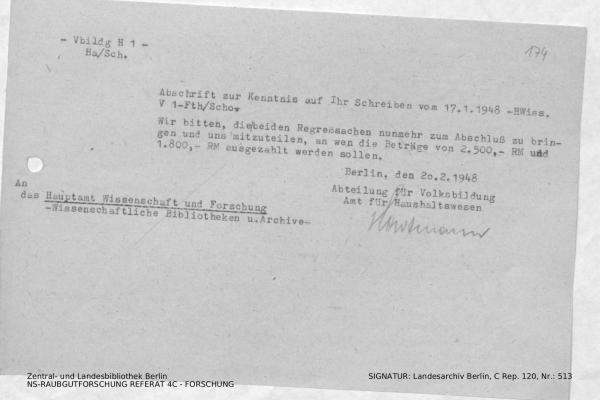 - Vbildg H 1 -
Ha/Sch.
174
Abschrift zur Kenntnis auf Ihr Schreiben vom 17.1.1948 -HWiss.
V 1-Fth/Scho.
Wir bitten, die beiden Regressachen nunmehr zum Abschluß zu brin-
gen und uns mitzuteilen, an wen die Beträge von 2.500,- RM und
1.800,- RM ausgezahlt werden sollen.
Berlin, den 20.2.1948
Abteilung für Volksbildung
Amt für Haushaltswesen
An
das Hauptamt Wissenschaft und Forschung
-Wissenschaftliche Bibliotheken u.Archive-
Zentral- und Landesbibliothek Berlin
NS-RAUBGUTFORSCHUNG REFERAT 4C - FORSCHUNG
SIGNATUR: Landesarchiv Berlin, C Rep. 120, Nr.: 513